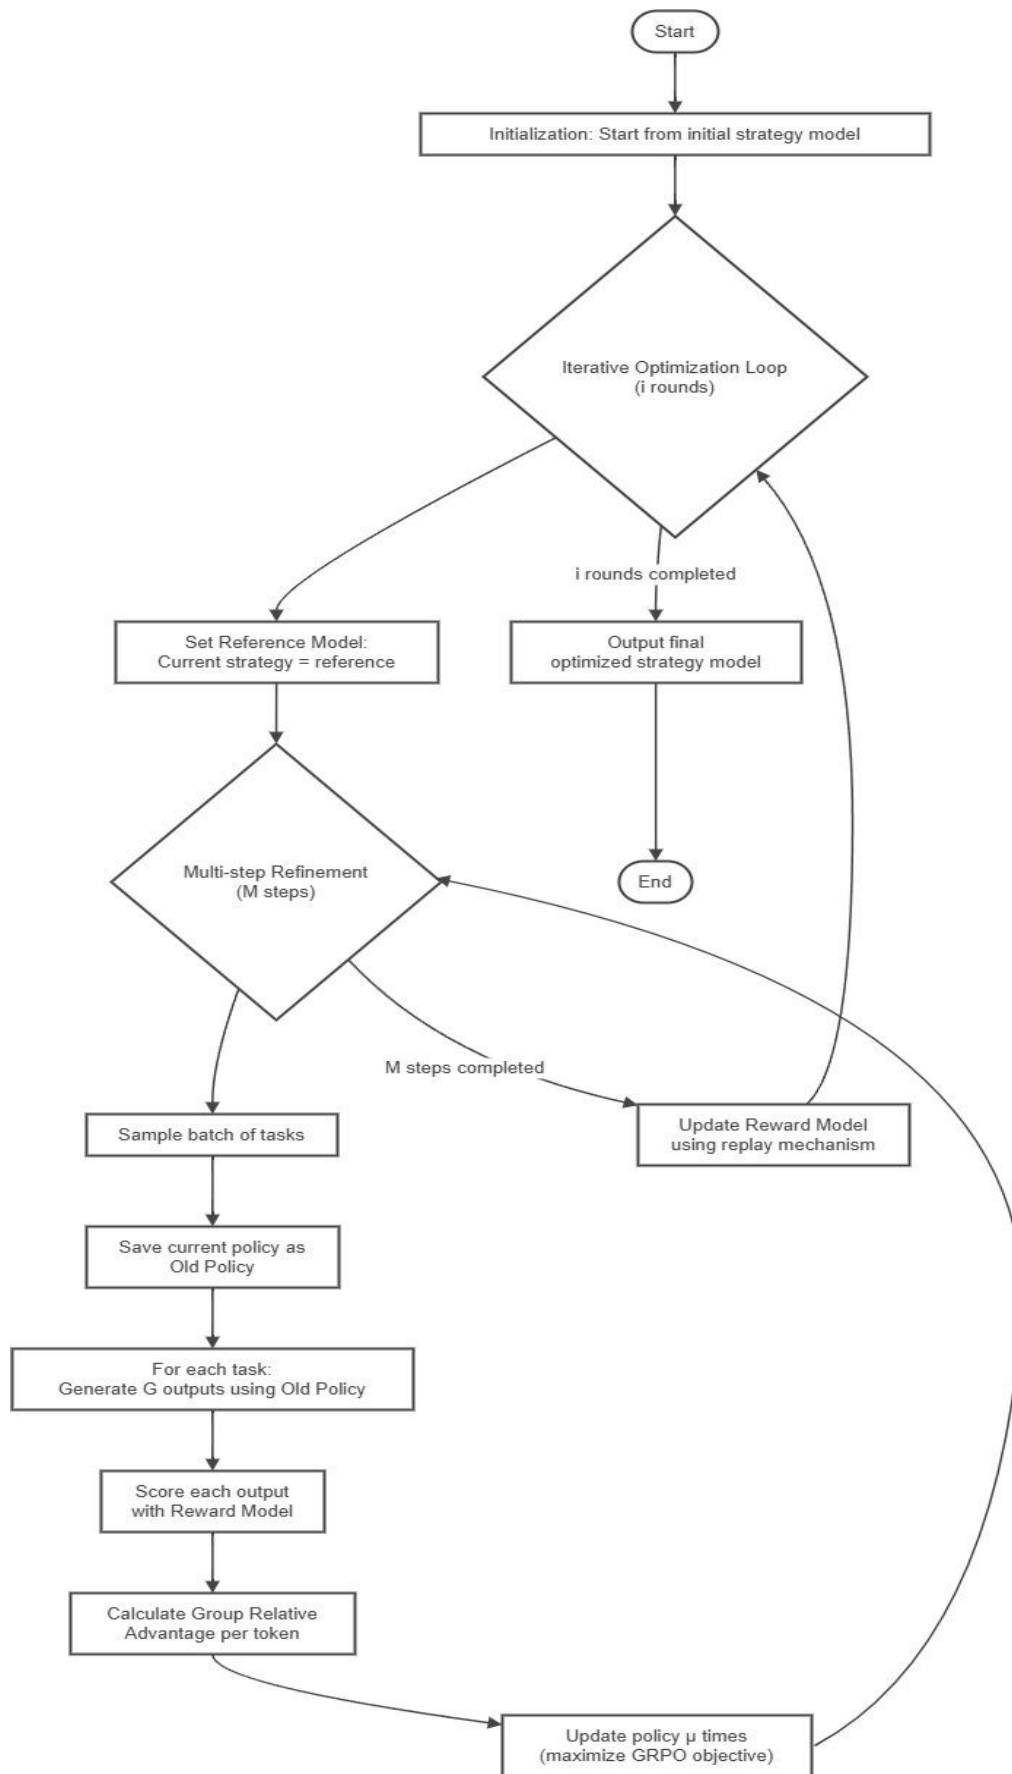 Start
Initialization: Start from initial strategy model
Iterative Optimization Loop
(i rounds)
i rounds completed
Set Reference Model:
Current strategy = reference
Output final
optimized strategy model
Multi-step Refinement
(M steps)
End
M steps completed
Sample batch of tasks
Update Reward Model
using replay mechanism
Save current policy as
Old Policy
For each task:
Generate G outputs using Old Policy
Score each output
with Reward Model
Calculate Group Relative
Advantage per token
Update policy μ times
(maximize GRPO objective)